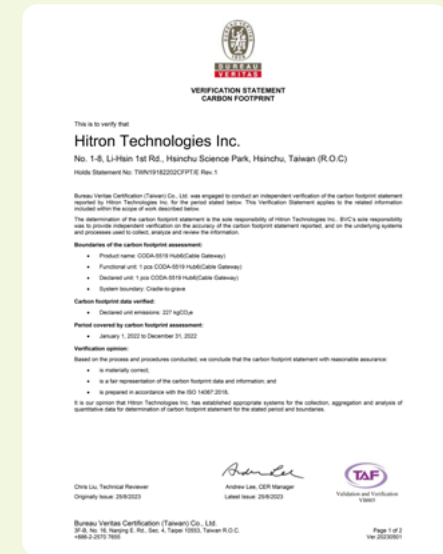 BUREAU
VERITAS
VERIFICATION STATEMENT
CARBON FOOTPRINT
This is to verify that
Hitron Technologies Inc.
No. 1-8, Li-Hsin 1st Rd., Hsinchu Science Park, Hsinchu, Taiwan (R.O.C)
Holds Statement No: TWN19182202CFPT/E Rev.1
Bureau Veritas Certification (Taiwan) Co., Ltd. was engaged to conduct an independent verification of the carbon footprint statement
reported by Hitron Technologies Inc. for the period stated below. This Verification Statement applies to the related information
included within the scope of work described below.
The determination of the carbon footprint statement is the sole responsibility of Hitron Technologies Inc.. BVC's sole responsibility
was to provide independent verification on the accuracy of the carbon footprint statement reported, and on the underlying systems
and processes used to collect, analyze and review the information.
Boundaries of the carbon footprint assessment:
• Product name: CODA-5519 Hub6(Cable Gateway)
• Functional unit: 1 pcs CODA-5519 Hub6(Cable Gateway)
• Declared unit: 1 pcs CODA-5519 Hub6(Cable Gateway)
• System boundary: Cradle-to-grave
Carbon footprint data verified:
• Declared unit emissions: 227 kgCO₂e
Period covered by carbon footprint assessment:
• January 1, 2022 to December 31, 2022
Verification opinion:
Based on the process and procedures conducted, we conclude that the carbon footprint statement with reasonable assurance:
• is materially correct;
• is a fair representation of the carbon footprint data and information; and
• is prepared in accordance with the ISO 14067:2018.
It is our opinion that Hitron Technologies Inc. has established appropriate systems for the collection, aggregation and analysis of
quantitative data for determination of carbon footprint statement for the stated period and boundaries.
Andrew Lee
TAF
Chris Liu, Technical Reviewer
Andrew Lee, CER Manager
Validation and Verification
VB005
Originally Issue: 25/8/2023
Latest Issue: 25/8/2023
Bureau Veritas Certification (Taiwan) Co., Ltd.
3F-B, No. 16, Nanjing E. Rd., Sec. 4, Taipei 10553, Taiwan R.O.C.
+886-2-2570 7655
Page 1 of 2
Ver.20230501